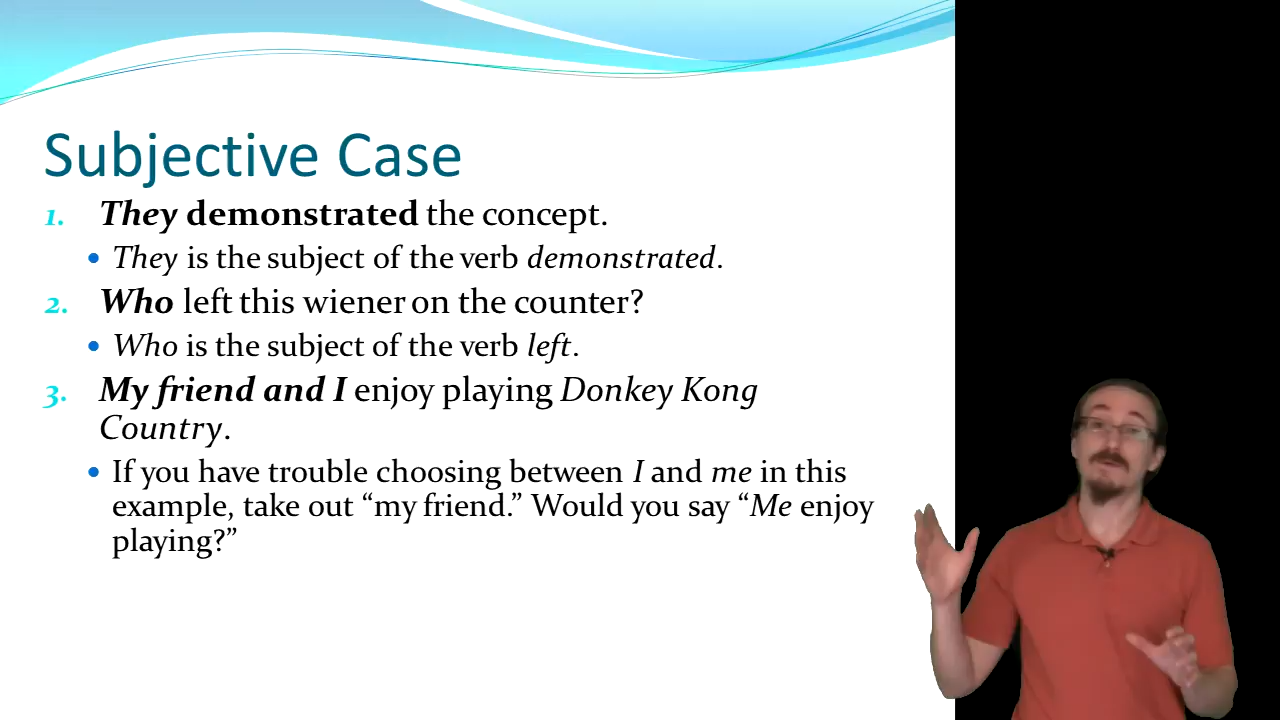 Subjective Case
1. They demonstrated the concept.
• They is the subject of the verb demonstrated.
2. Who left this wiener on the counter?
• Who is the subject of the verb left.
3. My friend and I enjoy playing Donkey Kong
Country.
• If you have trouble choosing between I and me in this
example, take out “my friend.” Would you say “Me enjoy
playing?”